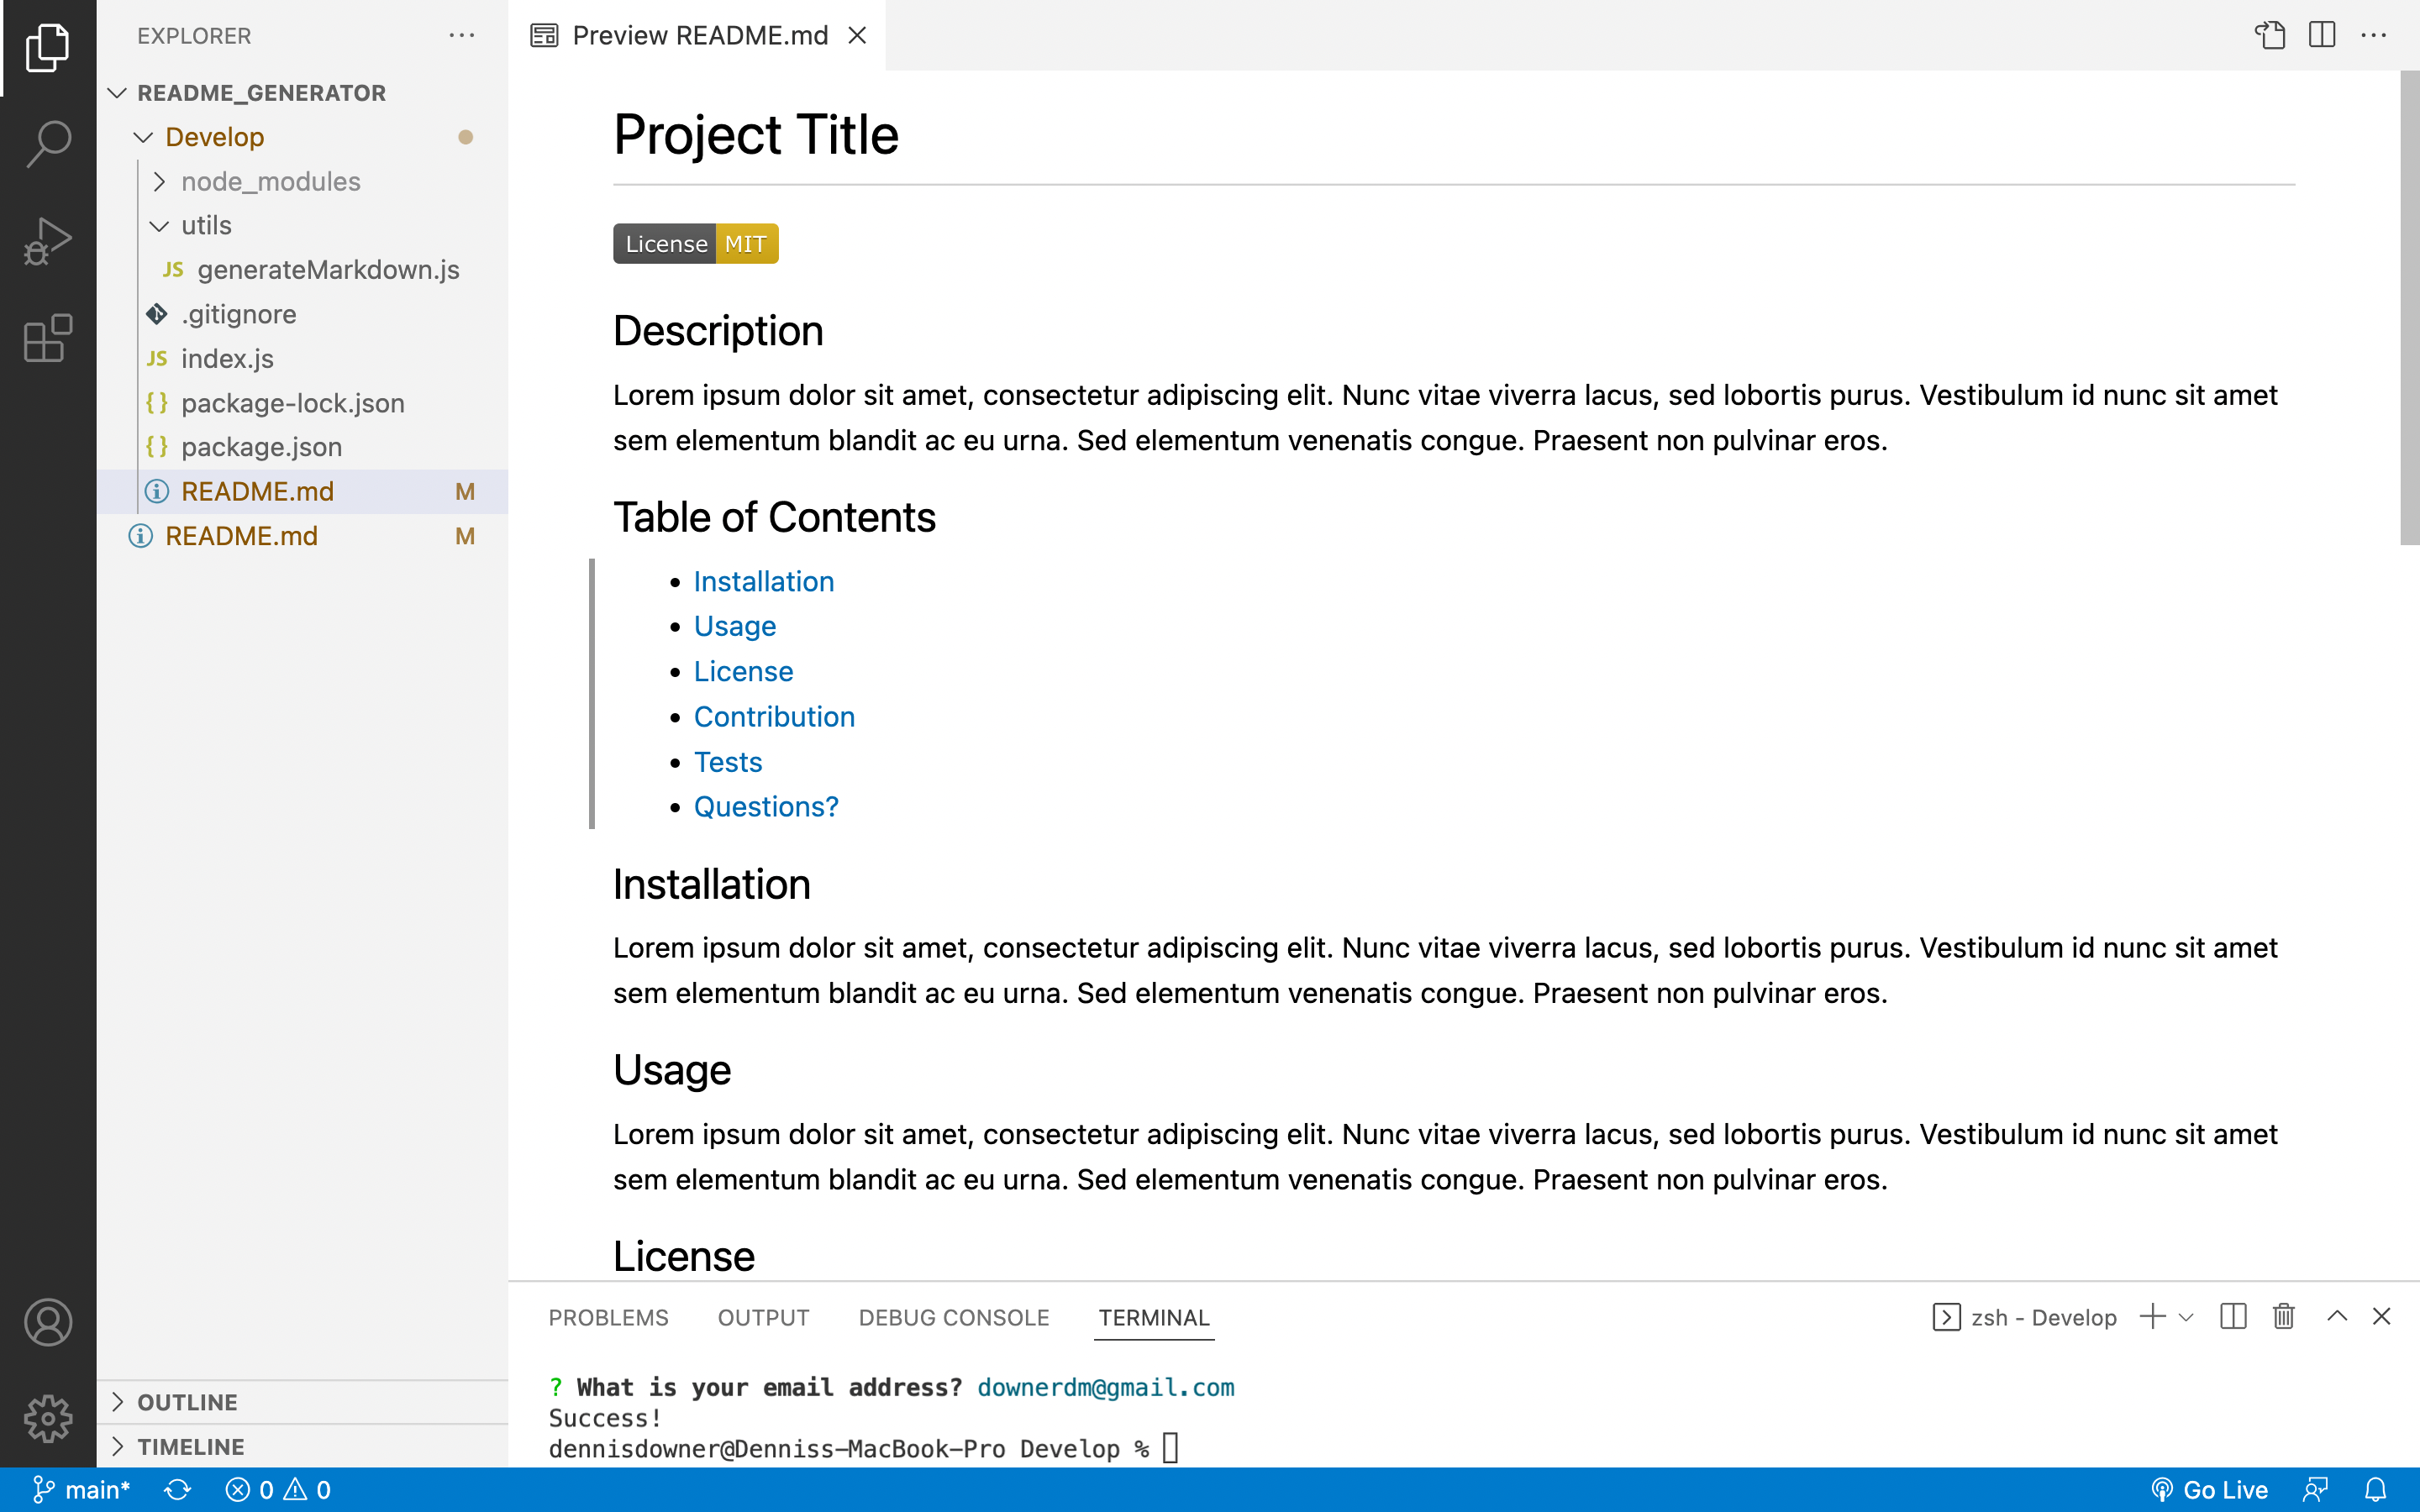 EXPLORER
README_GENERATOR
Develop
node_modules
utils
JS generateMarkdown.js
.gitignore
JS index.js
{} package-lock.json
{} package.json
README.md M
README.md M
OUTLINE
TIMELINE
Preview README.md
Project Title
License MIT
Description
Lorem ipsum dolor sit amet, consectetur adipiscing elit. Nunc vitae viverra lacus, sed lobortis purus. Vestibulum id nunc sit amet
sem elementum blandit ac eu urna. Sed elementum venenatis congue. Praesent non pulvinar eros.
Table of Contents
• Installation
• Usage
• License
• Contribution
• Tests
• Questions?
Installation
Lorem ipsum dolor sit amet, consectetur adipiscing elit. Nunc vitae viverra lacus, sed lobortis purus. Vestibulum id nunc sit amet
sem elementum blandit ac eu urna. Sed elementum venenatis congue. Praesent non pulvinar eros.
Usage
Lorem ipsum dolor sit amet, consectetur adipiscing elit. Nunc vitae viverra lacus, sed lobortis purus. Vestibulum id nunc sit amet
sem elementum blandit ac eu urna. Sed elementum venenatis congue. Praesent non pulvinar eros.
License
PROBLEMS OUTPUT DEBUG CONSOLE TERMINAL zsh - Develop
? What is your email address? downerdm@gmail.com
Success!
dennisdowner@Denniss-MacBook-Pro Develop %
main* 0 0 Go Live